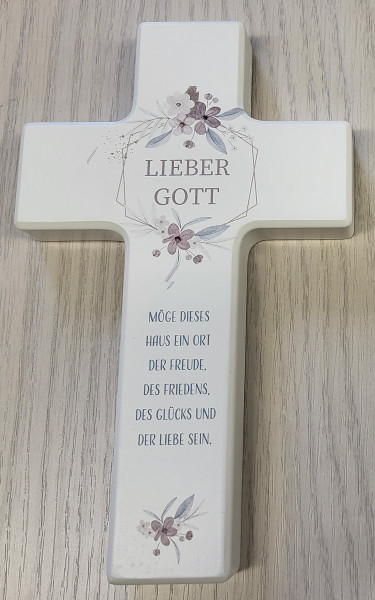 LIEBER
GOTT
MÖGE DIESES
HAUS EIN ORT
DER FREUDE,
DES FRIEDENS,
DES GLÜCKS UND
DER LIEBE SEIN.